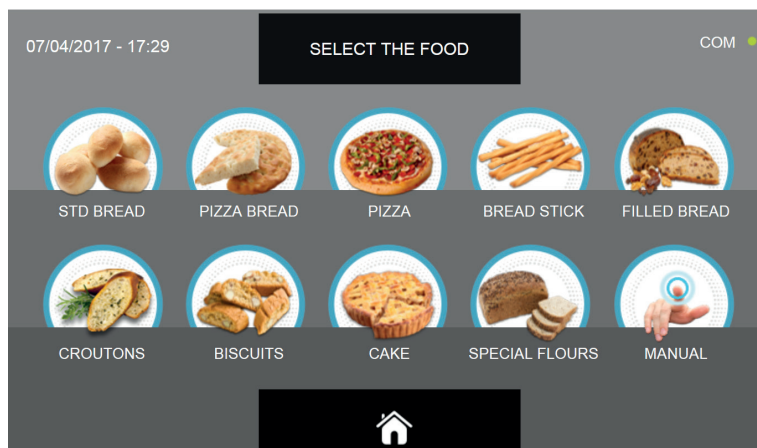 07/04/2017 - 17:29
SELECT THE FOOD
COM
STD BREAD
PIZZA BREAD
PIZZA
BREAD STICK
FILLED BREAD
CROUTONS
BISCUITS
CAKE
SPECIAL FLOURS
MANUAL